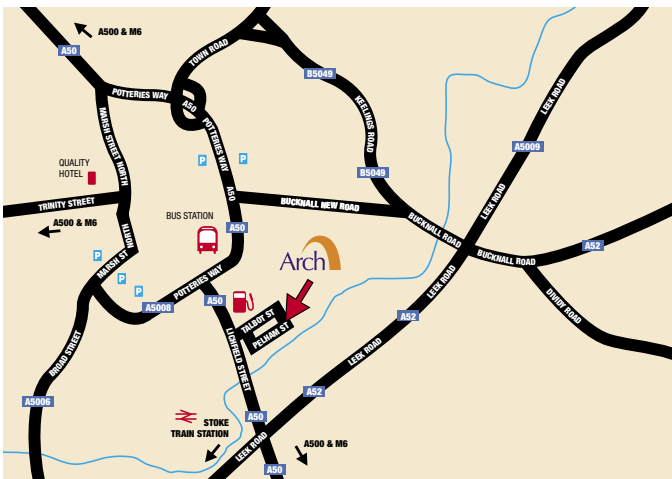 A500 & M6
A50
TOWN ROAD
B5049
LEEK ROAD
POTTERIES WAY
A50
KEELINGS ROAD
MARSH STREET NORTH
POTTERIES WAY
A5009
P
P
QUALITY
HOTEL
B5049
A50
TRINITY STREET
BUCKNALL NEW ROAD
LEEK ROAD
BUS STATION
A500 & M6
NORTH
A50
BUCKNALL ROAD
A52
MARSH ST
P
Arch
BUCKNALL ROAD
P
P
POTTERIES WAY
LEEK ROAD
A5008
A50
DIVIDY ROAD
TALBOT ST
A52
PELHAM ST
BROAD STREET
LICHFIELD STREET
LEEK ROAD
A52
A5006
A50
STOKE
TRAIN STATION
LEEK ROAD
A500 & M6
A50